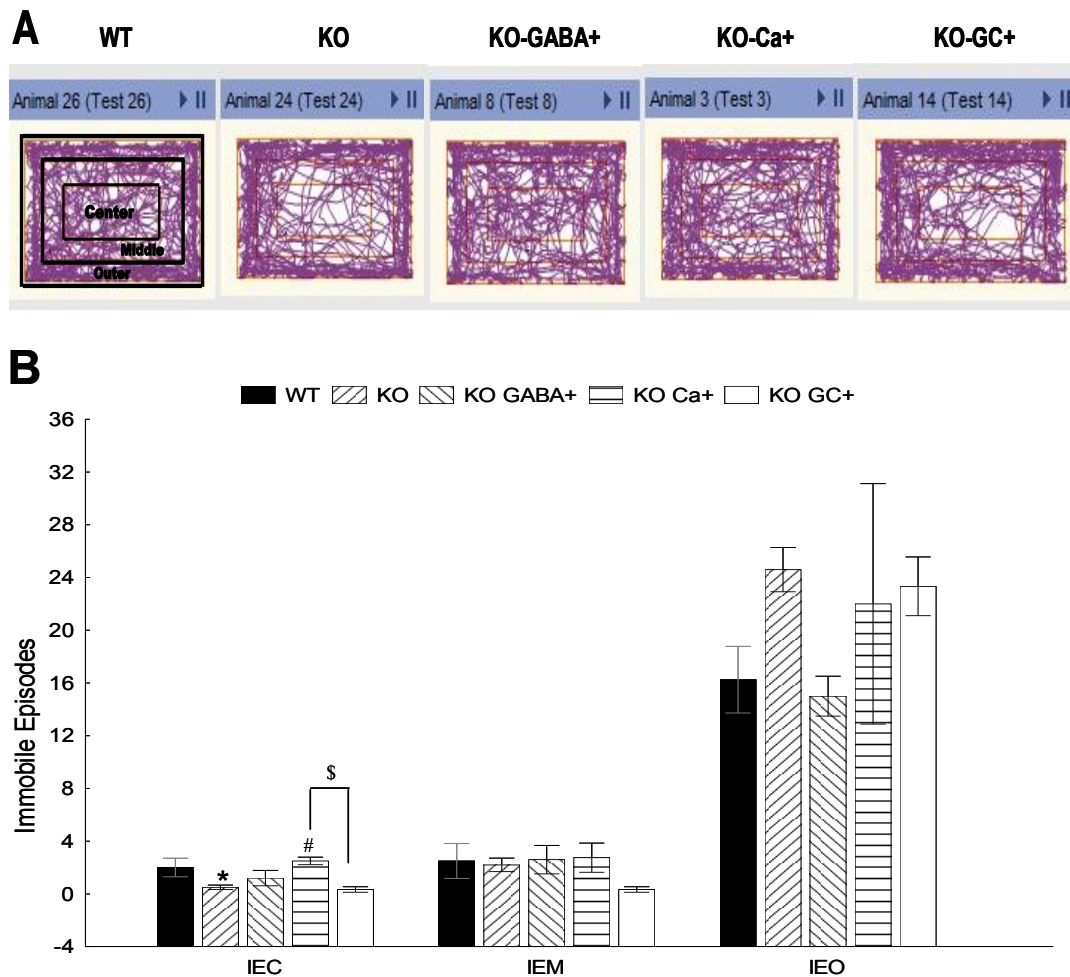 A
WT KO KO-GABA+ KO-Ca+ KO-GC+
Animal 26 (Test 26) Animal 24 (Test 24) Animal 8 (Test 8) Animal 3 (Test 3) Animal 14 (Test 14)
Center
Middle
Outer
B
WT KO KO GABA+ KO Ca+ KO GC+
36
32
28
24
20
16
12
8
4
0
-4
Immobile Episodes
$
#
*
IEC IEM IEO